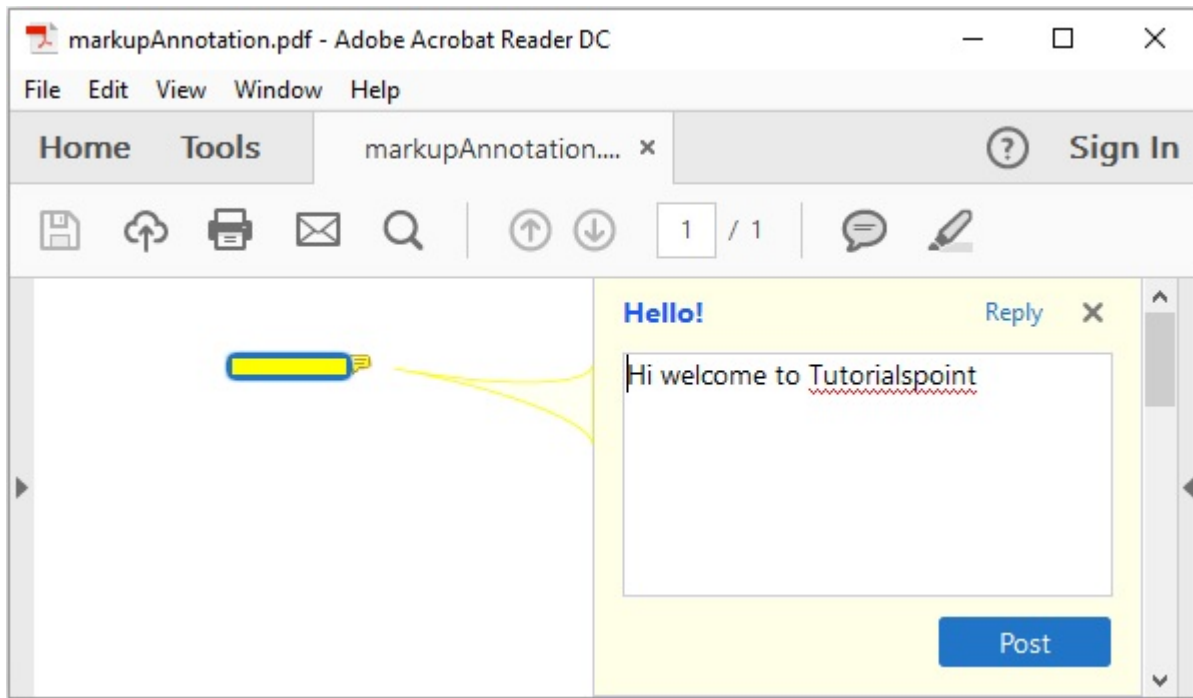 markupAnnotation.pdf - Adobe Acrobat Reader DC
File Edit View Window Help
Home Tools markupAnnotation.... × ? Sign In
1 / 1
Hello! Reply ×
Hi welcome to Tutorialspoint
Post